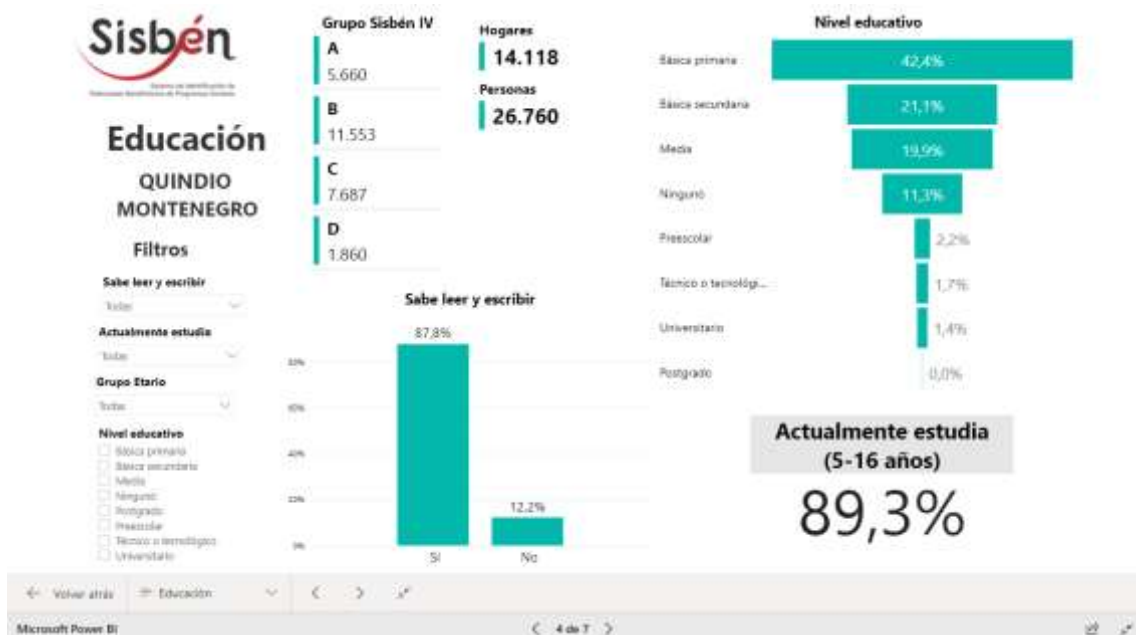 Sisbén
Educación
QUINDIO
MONTENEGRO
Filtros
Sabe leer y escribir
Todas
Actualmente estudia
Todas
Grupo Etario
Todas
Nivel educativo
Básica primaria
Básica secundaria
Media
Ninguno
Postgrado
Preescolar
Técnico o tecnológico
Universitario
Grupo Sisbén IV
A
5.660
B
11.553
C
7.687
D
1.860
Hogares
14.118
Personas
26.760
Sabe leer y escribir
87,8%
12,2%
80%
60%
40%
20%
0%
Si
No
Nivel educativo
Básica primaria 42,4%
Básica secundaria 21,1%
Media 19,9%
Ninguno 11,3%
Preescolar 2,2%
Técnico o tecnológi... 1,7%
Universitario 1,4%
Postgrado 0,0%
Actualmente estudia
(5-16 años)
89,3%
Volver atrás
Educación
Microsoft Power BI
4 de 7